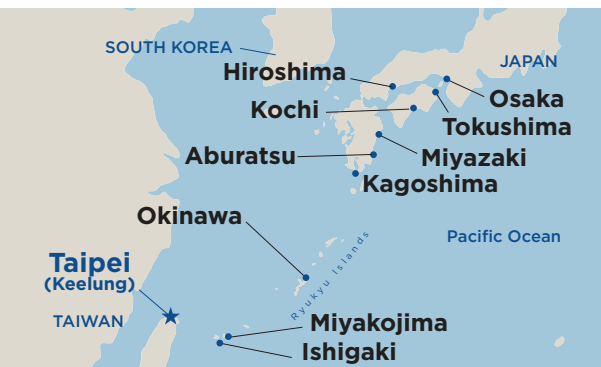 SOUTH KOREA
JAPAN
Hiroshima
Osaka
Kochi
Tokushima
Aburatsu
Miyazaki
Kagoshima
Okinawa
Ryukyu Islands
Pacific Ocean
Taipei
(Keelung)
TAIWAN
Miyakojima
Ishigaki